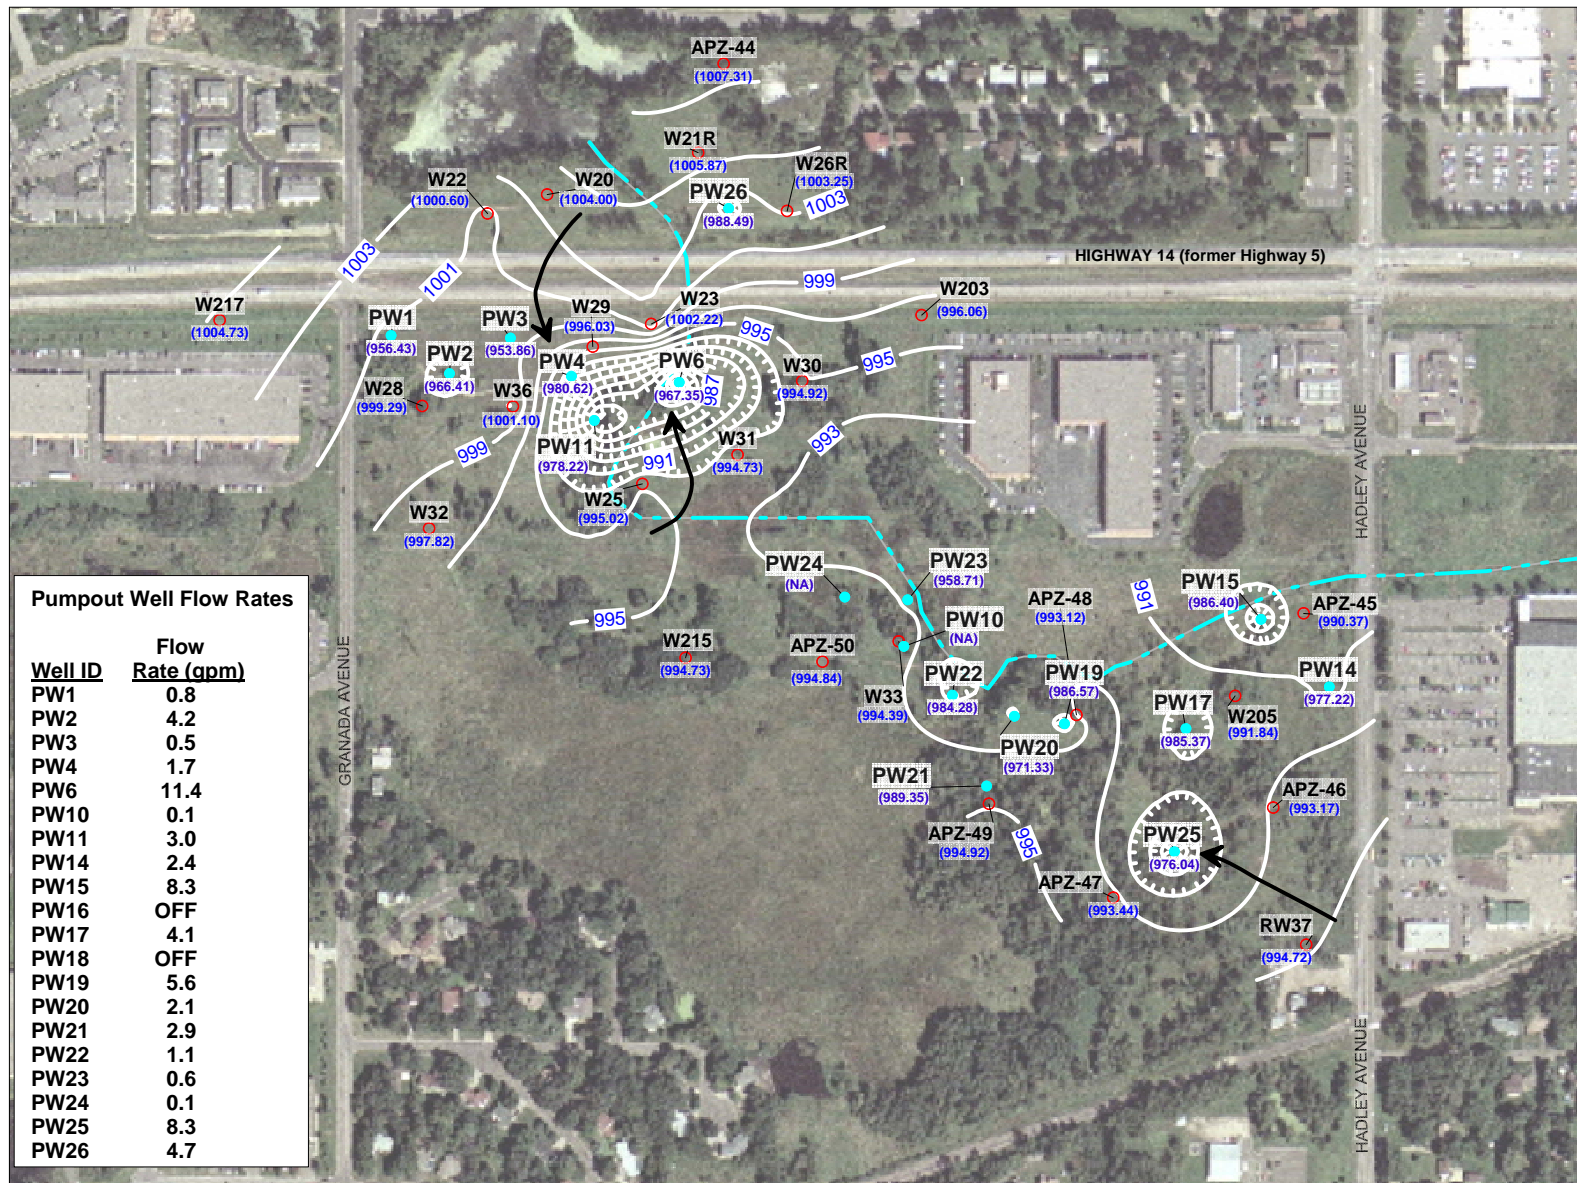 APZ-44
(1007.31)
W21R
(1005.87)
W26R
(1003.25)
W20
(1004.00)
W22
(1000.60)
PW26
(988.49)
1003
HIGHWAY 14 (former Highway 5)
1003
1001
999
W217
(1004.73)
PW1
(956.43)
PW3
(953.86)
W29
(996.03)
W23
(1002.22)
W203
(996.06)
995
PW2
(966.41)
PW4
(980.62)
PW6
(967.35)
987
W30
(994.92)
995
W28
(999.29)
W36
(1001.10)
PW11
(978.22)
991
W31
(994.73)
993
999
W25
(995.02)
W32
(997.82)
HADLEY AVENUE
PW24
(NA)
PW23
(958.71)
APZ-48
(993.12)
991
PW15
(986.40)
APZ-45
(990.37)
995
W215
(994.73)
APZ-50
(994.84)
PW10
(NA)
W33
(994.39)
PW22
(984.28)
PW19
(986.57)
PW14
(977.22)
PW17
(985.37)
W205
(991.84)
PW20
(971.33)
PW21
(989.35)
APZ-49
(994.92)
995
APZ-46
(993.17)
PW25
(976.04)
APZ-47
(993.44)
RW37
(994.72)
GRANADA AVENUE
HADLEY AVENUE
Pumpout Well Flow Rates
Flow
Well ID Rate (gpm)
PW1 0.8
PW2 4.2
PW3 0.5
PW4 1.7
PW6 11.4
PW10 0.1
PW11 3.0
PW14 2.4
PW15 8.3
PW16 OFF
PW17 4.1
PW18 OFF
PW19 5.6
PW20 2.1
PW21 2.9
PW22 1.1
PW23 0.6
PW24 0.1
PW25 8.3
PW26 4.7